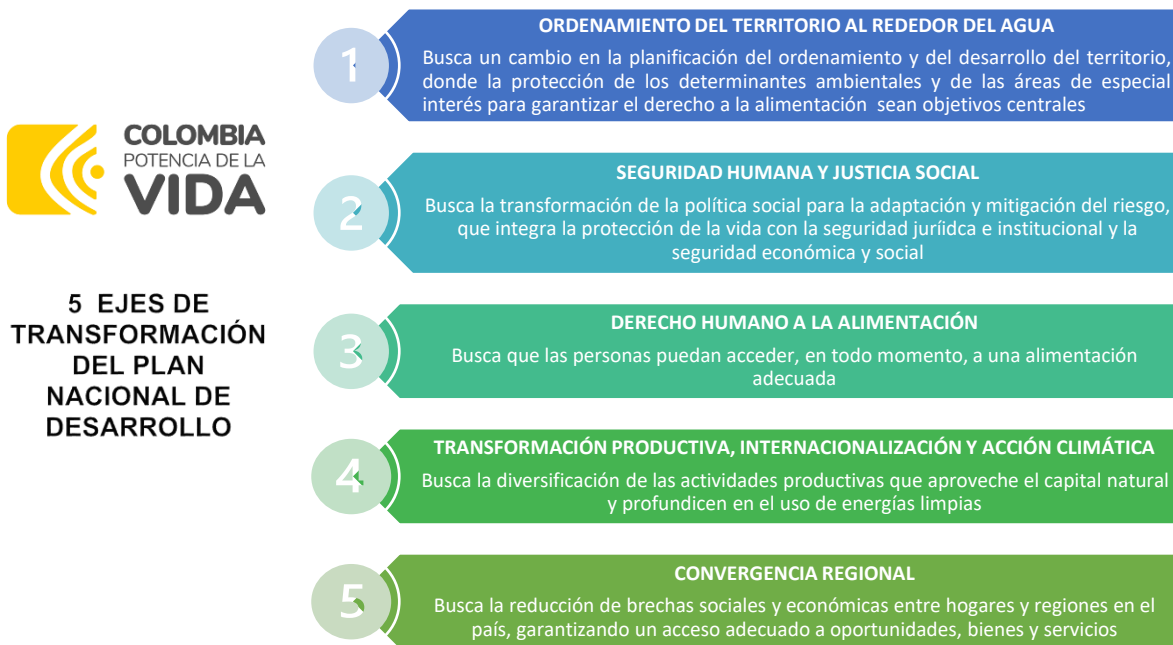 COLOMBIA
POTENCIA DE LA
VIDA
5 EJES DE
TRANSFORMACIÓN
DEL PLAN
NACIONAL DE
DESARROLLO
1
ORDENAMIENTO DEL TERRITORIO AL REDEDOR DEL AGUA
Busca un cambio en la planificación del ordenamiento y del desarrollo del territorio,
donde la protección de los determinantes ambientales y de las áreas de especial
interés para garantizar el derecho a la alimentación sean objetivos centrales
2
SEGURIDAD HUMANA Y JUSTICIA SOCIAL
Busca la transformación de la política social para la adaptación y mitigación del riesgo,
que integra la protección de la vida con la seguridad juríidca e institucional y la
seguridad económica y social
3
DERECHO HUMANO A LA ALIMENTACIÓN
Busca que las personas puedan acceder, en todo momento, a una alimentación
adecuada
4
TRANSFORMACIÓN PRODUCTIVA, INTERNACIONALIZACIÓN Y ACCIÓN CLIMÁTICA
Busca la diversificación de las actividades productivas que aproveche el capital natural
y profundicen en el uso de energías limpias
5
CONVERGENCIA REGIONAL
Busca la reducción de brechas sociales y económicas entre hogares y regiones en el
país, garantizando un acceso adecuado a oportunidades, bienes y servicios